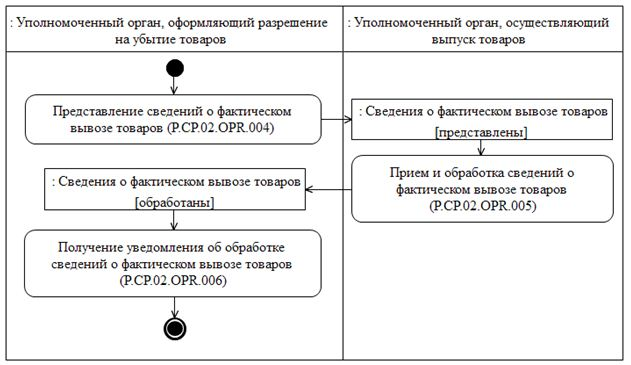 : Уполномоченный орган, оформляющий разрешение
на убытие товаров
: Уполномоченный орган, осуществляющий
выпуск товаров
Представление сведений о фактическом
вывозе товаров (P.CP.02.OPR.004)
: Сведения о фактическом вывозе товаров
[представлены]
Прием и обработка сведений о
фактическом вывозе товаров
(P.CP.02.OPR.005)
: Сведения о фактическом вывозе товаров
[обработаны]
Получение уведомления об обработке
сведений о фактическом вывозе товаров
(P.CP.02.OPR.006)